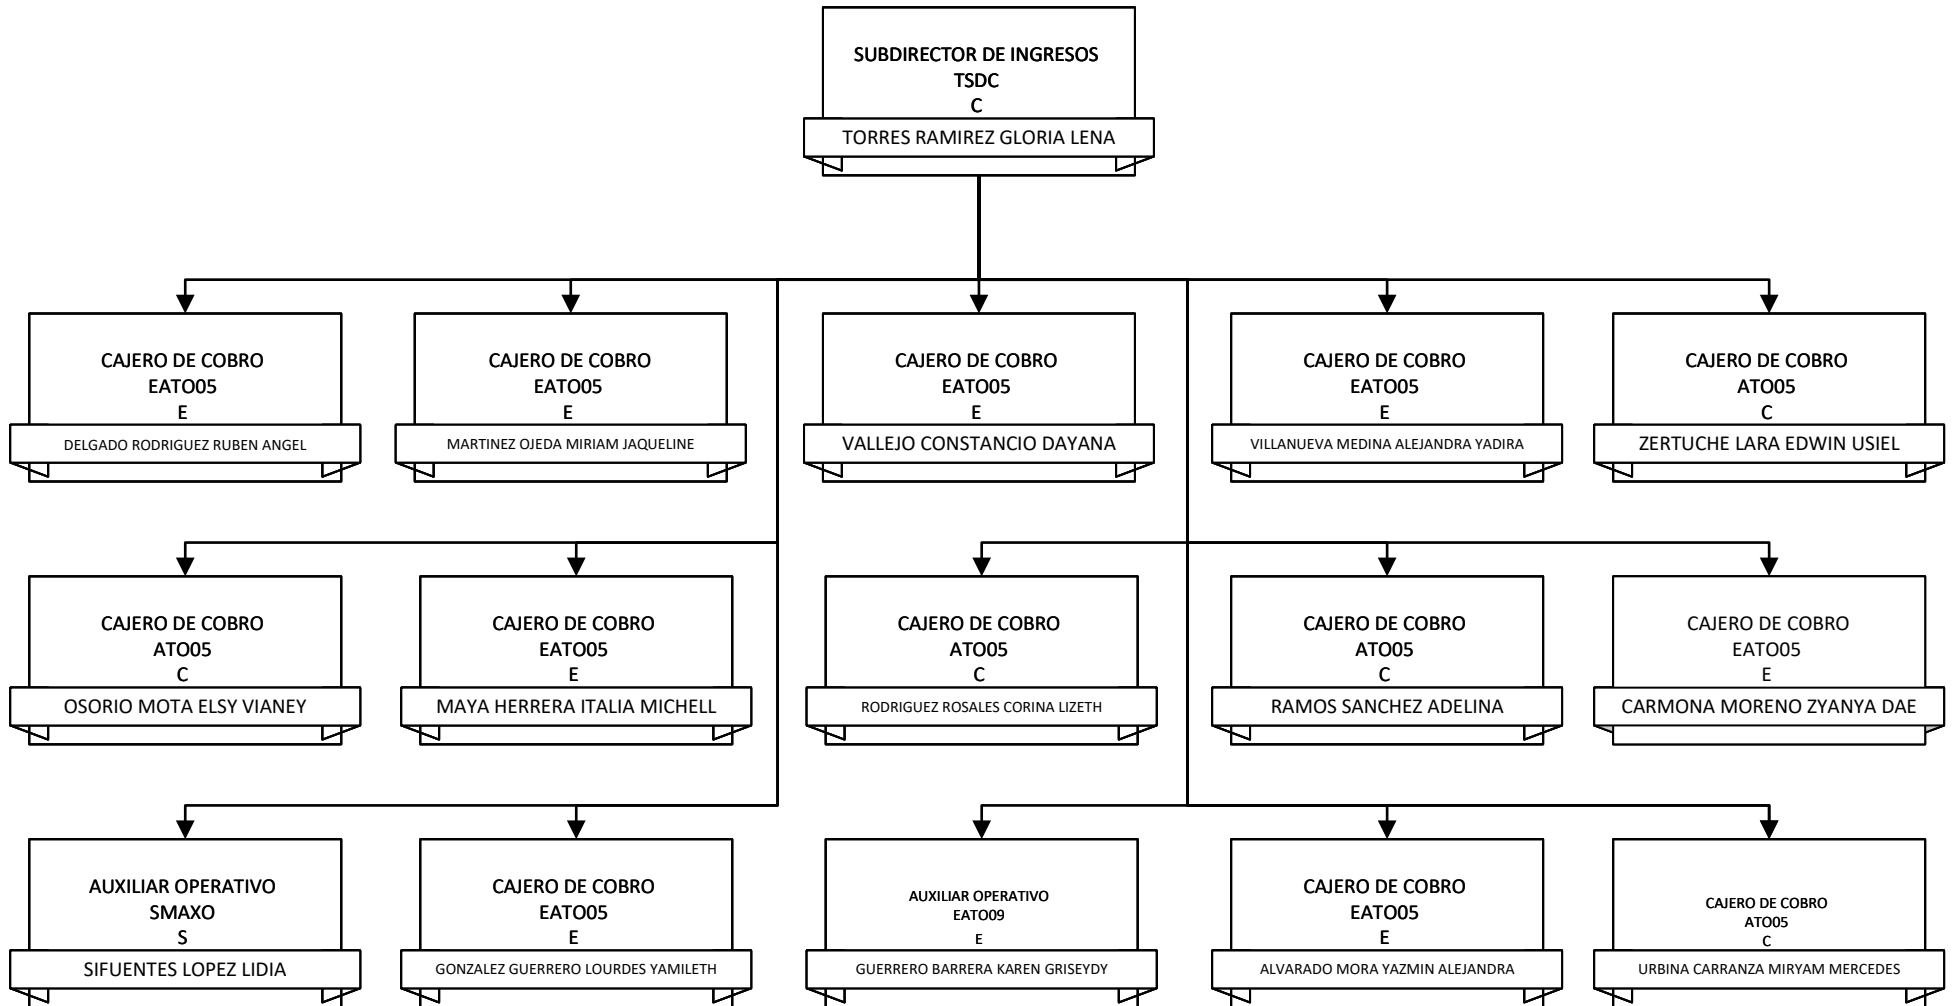 SUBDIRECTOR DE INGRESOS
TSDC
C
TORRES RAMIREZ GLORIA LENA
CAJERO DE COBRO
EATO05
E
DELGADO RODRIGUEZ RUBEN ANGEL
CAJERO DE COBRO
EATO05
E
MARTINEZ OJEDA MIRIAM JAQUELINE
CAJERO DE COBRO
EATO05
E
VALLEJO CONSTANCIO DAYANA
CAJERO DE COBRO
EATO05
E
VILLANUEVA MEDINA ALEJANDRA YADIRA
CAJERO DE COBRO
ATO05
C
ZERTUCHE LARA EDWIN USIEL
CAJERO DE COBRO
ATO05
C
OSORIO MOTA ELSY VIANEY
CAJERO DE COBRO
EATO05
E
MAYA HERRERA ITALIA MICHELL
CAJERO DE COBRO
ATO05
C
RODRIGUEZ ROSALES CORINA LIZETH
CAJERO DE COBRO
ATO05
C
RAMOS SANCHEZ ADELINA
CAJERO DE COBRO
EATO05
E
CARMONA MORENO ZYANYA DAE
AUXILIAR OPERATIVO
SMAXO
S
SIFUENTES LOPEZ LIDIA
CAJERO DE COBRO
EATO05
E
GONZALEZ GUERRERO LOURDES YAMILETH
AUXILIAR OPERATIVO
EATO09
E
GUERRERO BARRERA KAREN GRISEYDY
CAJERO DE COBRO
EATO05
E
ALVARADO MORA YAZMIN ALEJANDRA
CAJERO DE COBRO
ATO05
C
URBINA CARRANZA MIRYAM MERCEDES